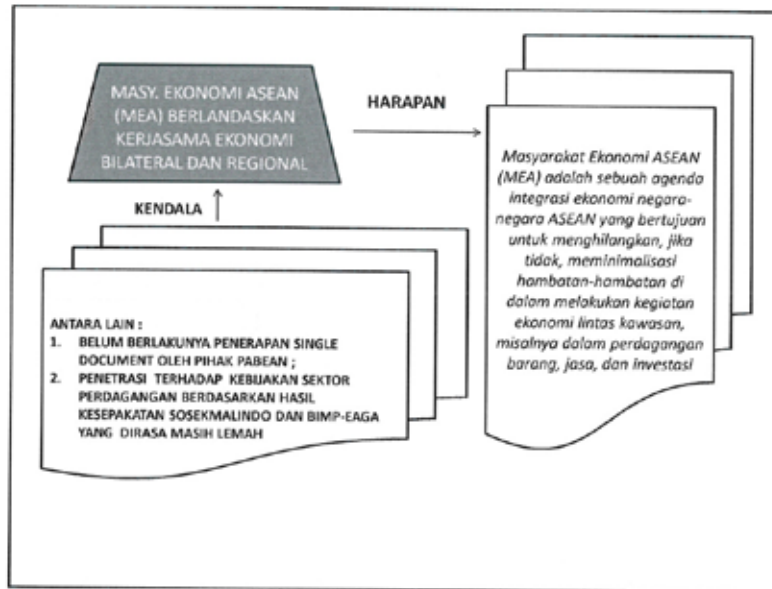 MASY. EKONOMI ASEAN
(MEA) BERLANDASKAN
KERJASAMA EKONOMI
BILATERAL DAN REGIONAL
HARAPAN
Masyarakat Ekonomi ASEAN
(MEA) adalah sebuah agenda
integrasi ekonomi negara-
negara ASEAN yang bertujuan
untuk menghilangkan, jika
tidak, meminimalisasi
hambatan-hambatan di
dalam melakukan kegiatan
ekonomi lintas kawasan,
misalnya dalam perdagangan
barang, jasa, dan investasi
KENDALA
ANTARA LAIN :
1. BELUM BERLAKUNYA PENERAPAN SINGLE
DOCUMENT OLEH PIHAK PABEAN ;
2. PENETRASI TERHADAP KEBIJAKAN SEKTOR
PERDAGANGAN BERDASARKAN HASIL
KESEPAKATAN SOSEKMALINDO DAN BIMP-EAGA
YANG DIRASA MASIH LEMAH